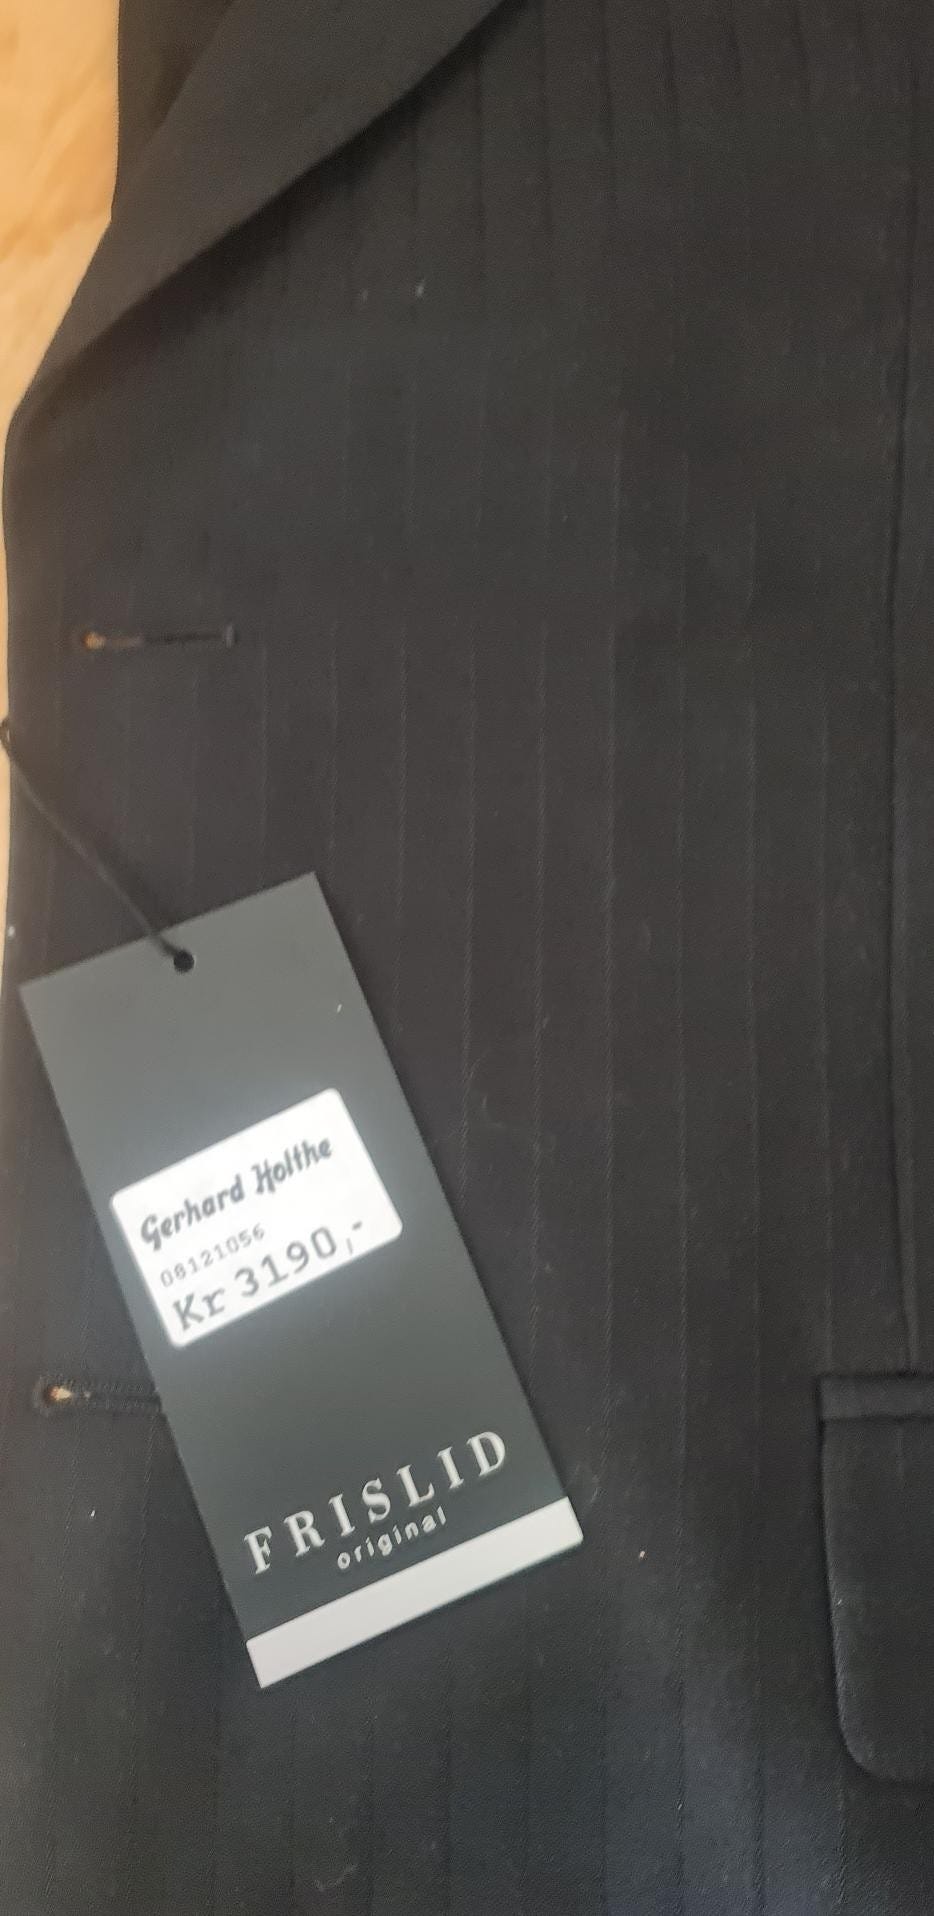 Gerhard Holthe
08121056
Kr 3190,-
FRISLID
original